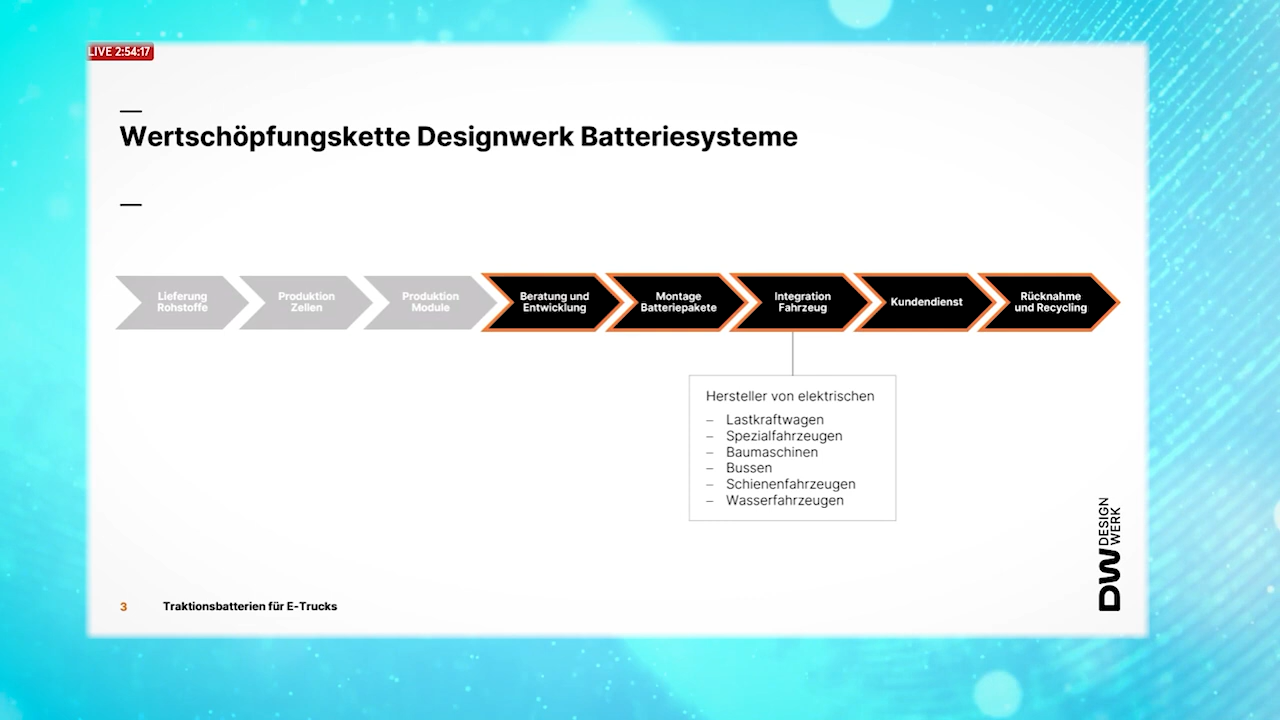 LIVE 2:54:17
Wertschöpfungskette Designwerk Batteriesysteme
Lieferung
Rohstoffe
Produktion
Zellen
Produktion
Module
Beratung und
Entwicklung
Montage
Batteriepakete
Integration
Fahrzeug
Kundendienst
Rücknahme
und Recycling
Hersteller von elektrischen
– Lastkraftwagen
– Spezialfahrzeugen
– Baumaschinen
– Bussen
– Schienenfahrzeugen
– Wasserfahrzeugen
DW DESIGN
WERK
3 Traktionsbatterien für E-Trucks